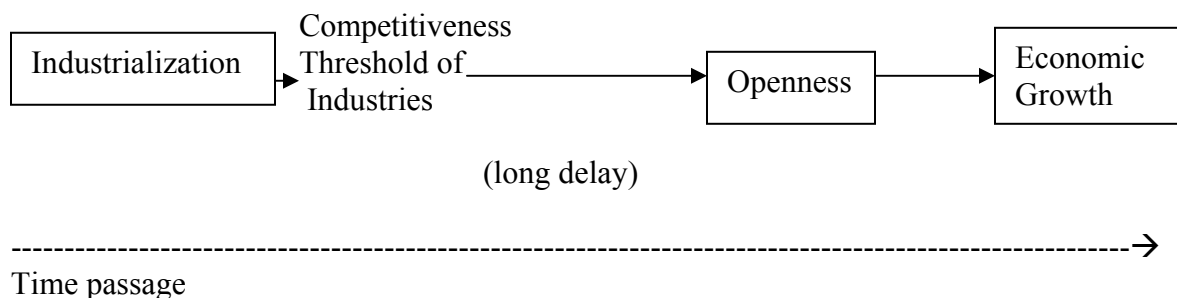 Industrialization
Competitiveness
Threshold of
Industries
Openness
Economic
Growth
(long delay)
Time passage